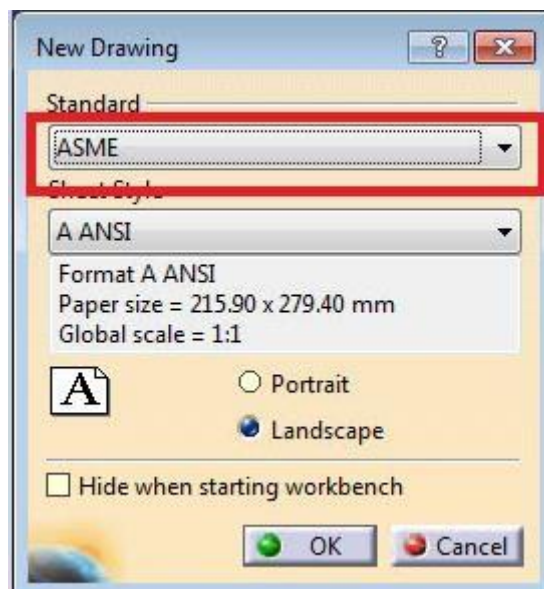 New Drawing
Standard
ASME
Sheet Style
A ANSI
Format A ANSI
Paper size = 215.90 x 279.40 mm
Global scale = 1:1
A
Portrait
Landscape
Hide when starting workbench
OK
Cancel